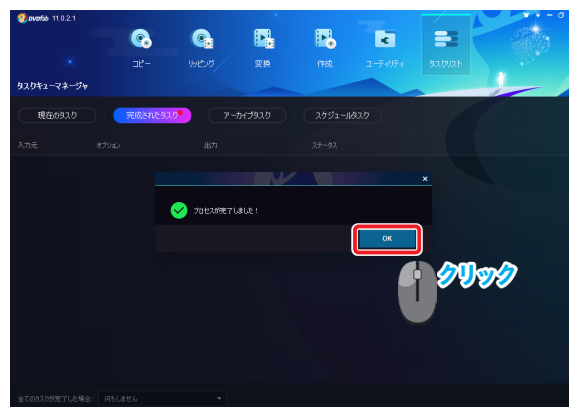 DVDFab 11.0.2.1
コピー
リッピング
変換
作成
ユーティリティ
タスクリスト
タスクキューマネージャ
現在のタスク
完成されたタスク
アーカイブタスク
スケジュールタスク
入力元
オプション
出力
ステータス
プロセスが完了しました！
OK
クリック
全てのタスクが完了した場合:
何もしません